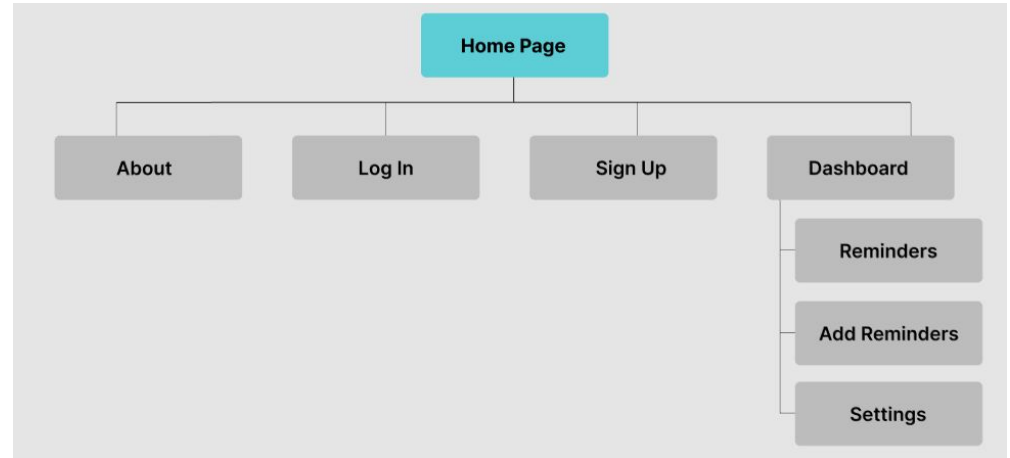 Home Page
About
Log In
Sign Up
Dashboard
Reminders
Add Reminders
Settings